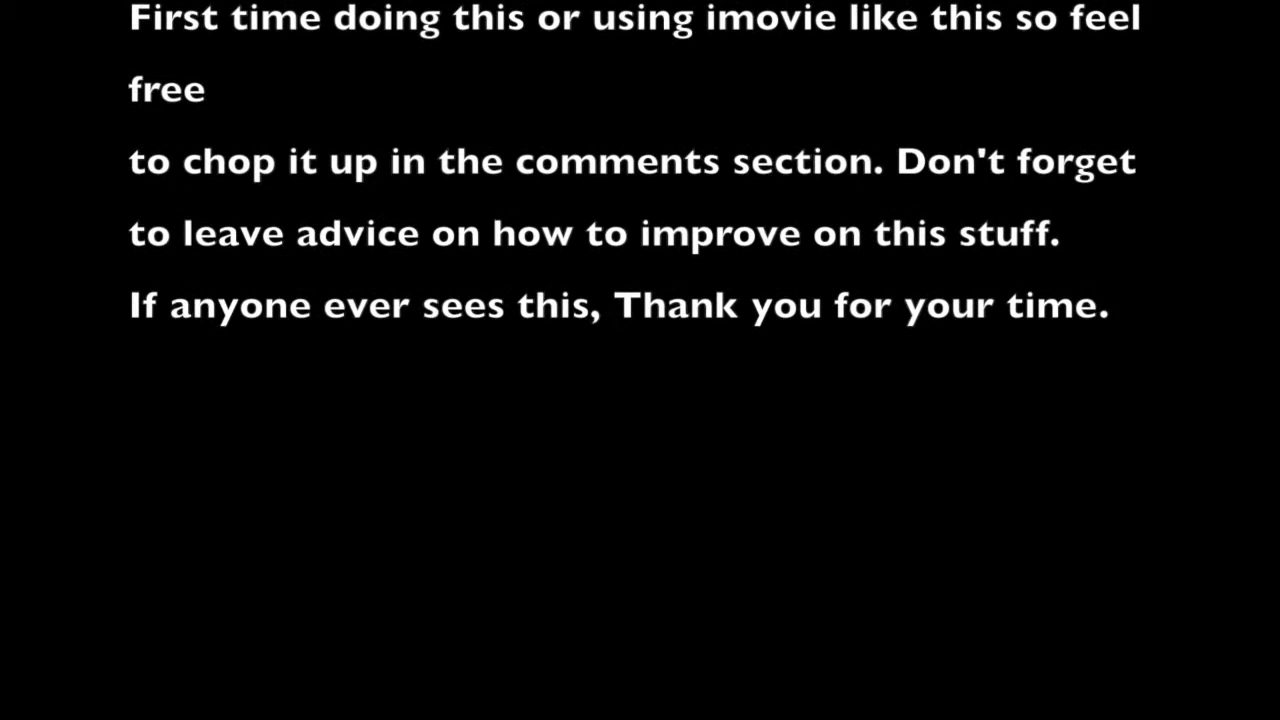 First time doing this or using imovie like this so feel
free
to chop it up in the comments section. Don't forget
to leave advice on how to improve on this stuff.
If anyone ever sees this, Thank you for your time.